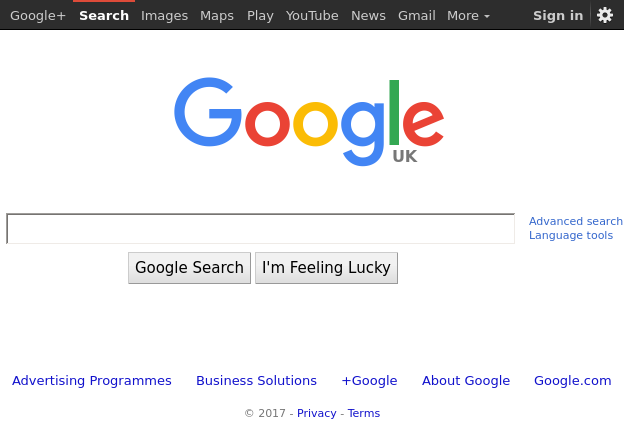 Google+ Search Images Maps Play YouTube News Gmail More Sign in
Google
UK
Advanced search
Language tools
Google Search I'm Feeling Lucky
Advertising Programmes Business Solutions +Google About Google Google.com
© 2017 - Privacy - Terms